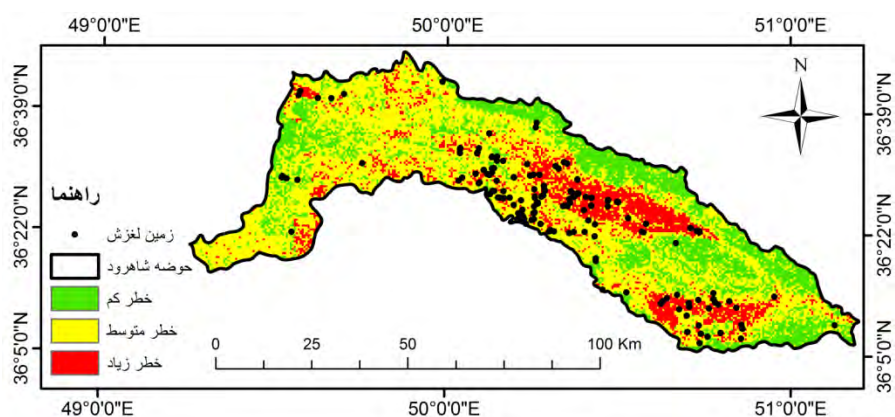 49°0'0"E
50°0'0"E
51°0'0"E
N
36°39'0"N
36°39'0"N
36°22'0"N
36°22'0"N
36°5'0"N
36°5'0"N
راهنما
زمین لغزش
حوضه شاهرود
خطر کم
خطر متوسط
خطر زیاد
0 25 50 100 Km
49°0'0"E
50°0'0"E
51°0'0"E